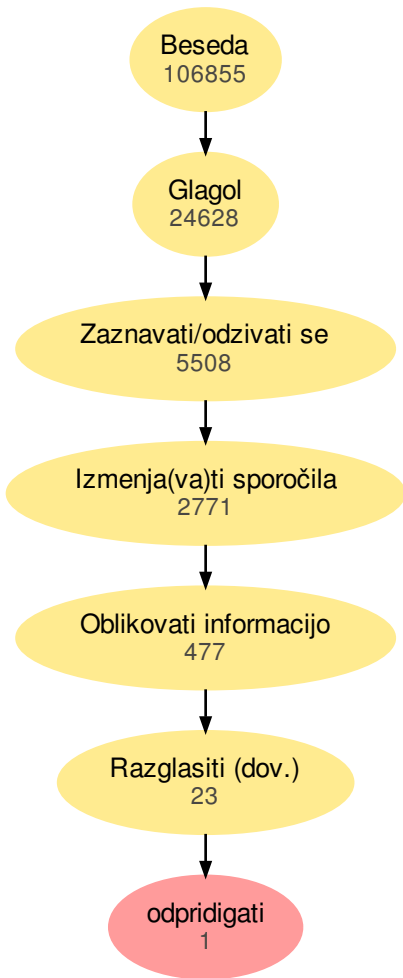 Beseda
106855
Glagol
24628
Zaznavati/odzivati se
5508
Izmenja(va)ti sporočila
2771
Oblikovati informacijo
477
Razglasiti (dov.)
23
odpridigati
1